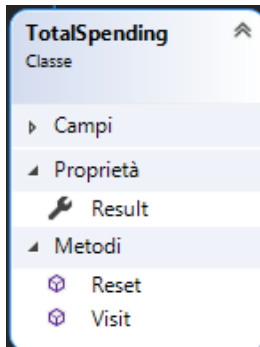 TotalSpending
Classe
Campi
Proprietà
Result
Metodi
Reset
Visit